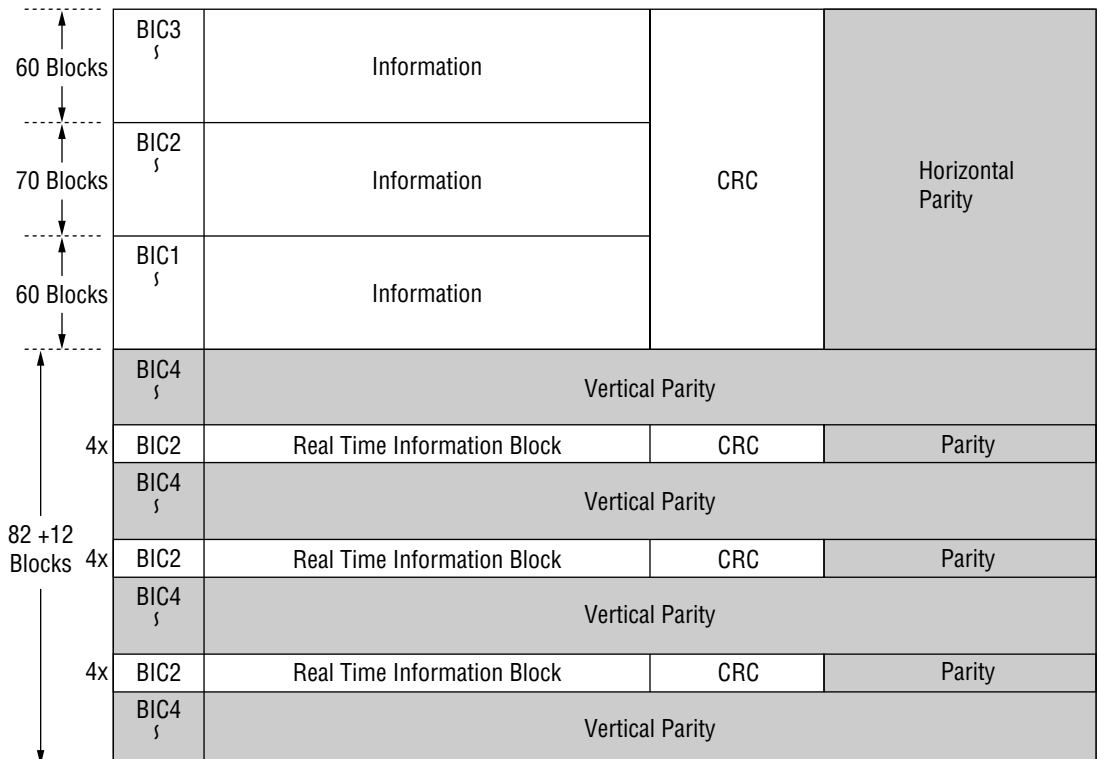 BIC3
60 Blocks
Information
BIC2
70 Blocks
Information
CRC
Horizontal
Parity
BIC1
60 Blocks
Information
BIC4
Vertical Parity
4x BIC2 Real Time Information Block CRC Parity
BIC4
Vertical Parity
82 +12
Blocks
4x BIC2 Real Time Information Block CRC Parity
BIC4
Vertical Parity
4x BIC2 Real Time Information Block CRC Parity
BIC4
Vertical Parity